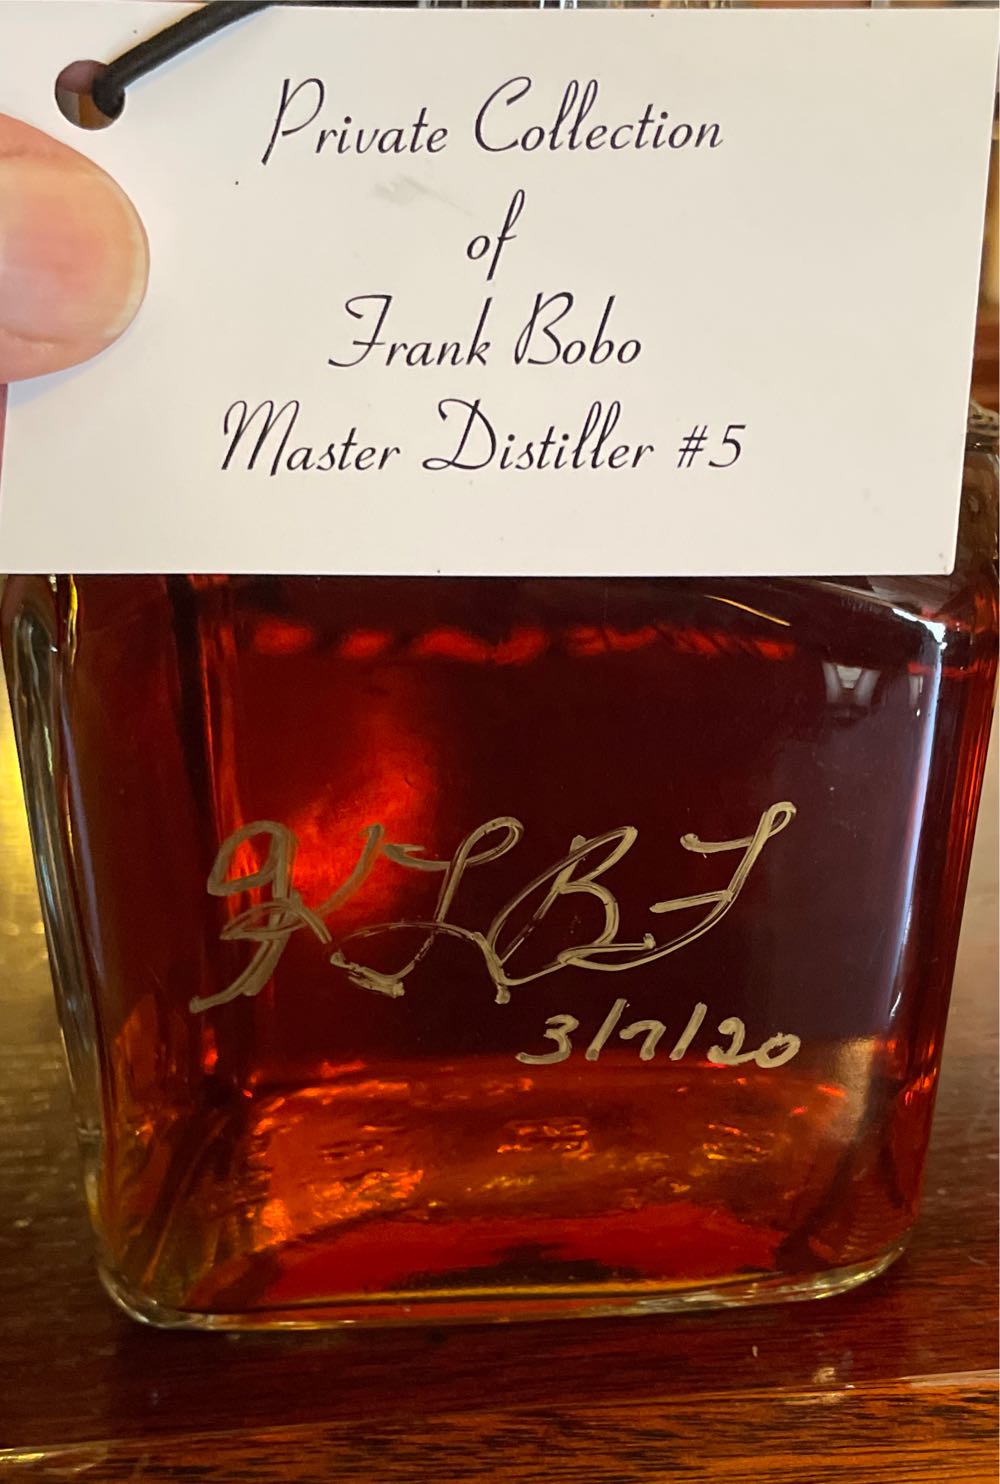 Private Collection
of
Frank Bobo
Master Distiller #5
3/7/20